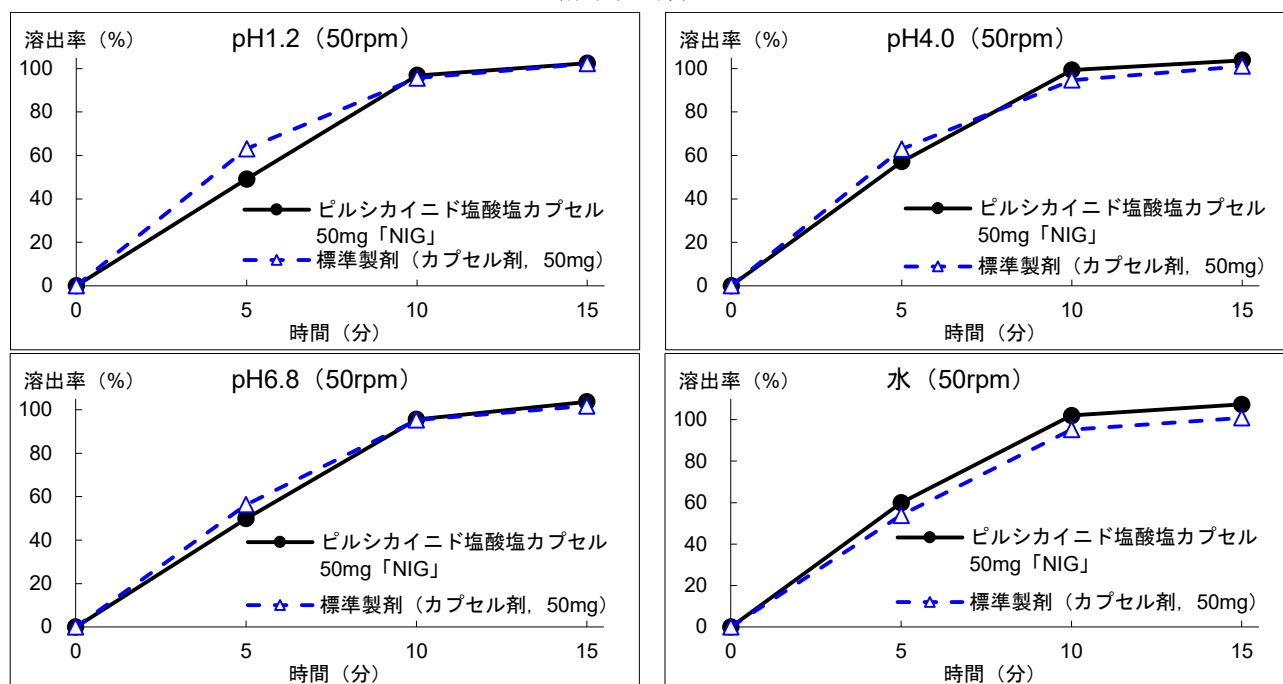 溶出率（%） pH1.2（50rpm）
100
80
60
40
20
0
ピルシカイニド塩酸塩カプセル
50mg「NIG」
標準製剤（カプセル剤，50mg）
0 5 10 15
時間（分）
溶出率（%） pH4.0（50rpm）
100
80
60
40
20
0
ピルシカイニド塩酸塩カプセル
50mg「NIG」
標準製剤（カプセル剤，50mg）
0 5 10 15
時間（分）
溶出率（%） pH6.8（50rpm）
100
80
60
40
20
0
ピルシカイニド塩酸塩カプセル
50mg「NIG」
標準製剤（カプセル剤，50mg）
0 5 10 15
時間（分）
溶出率（%） 水（50rpm）
100
80
60
40
20
0
ピルシカイニド塩酸塩カプセル
50mg「NIG」
標準製剤（カプセル剤，50mg）
0 5 10 15
時間（分）